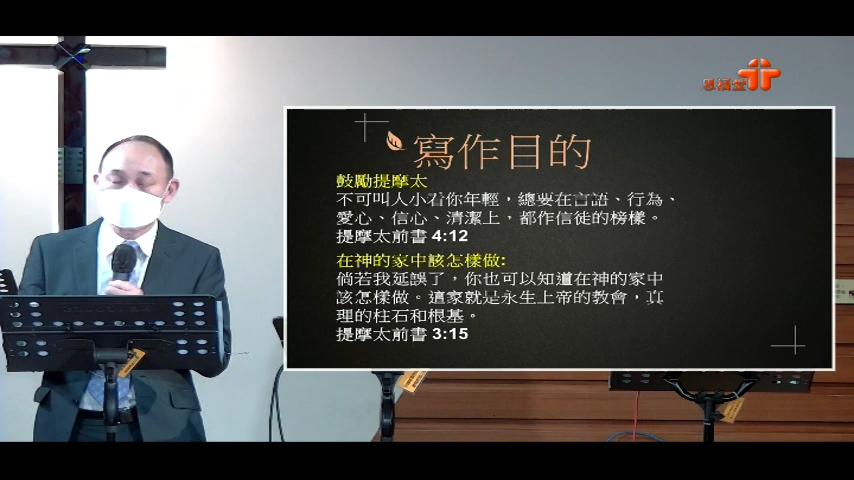 恩福堂
寫作目的
鼓勵提摩太
不可叫人小看你年輕，總要在言語、行為、
愛心、信心、清潔上，都作信徒的榜樣。
提摩太前書 4:12
在神的家中該怎樣做:
倘若我延誤了，你也可以知道在神的家中
該怎樣做。這家就是永生上帝的教會，真
理的柱石和根基。
提摩太前書 3:15